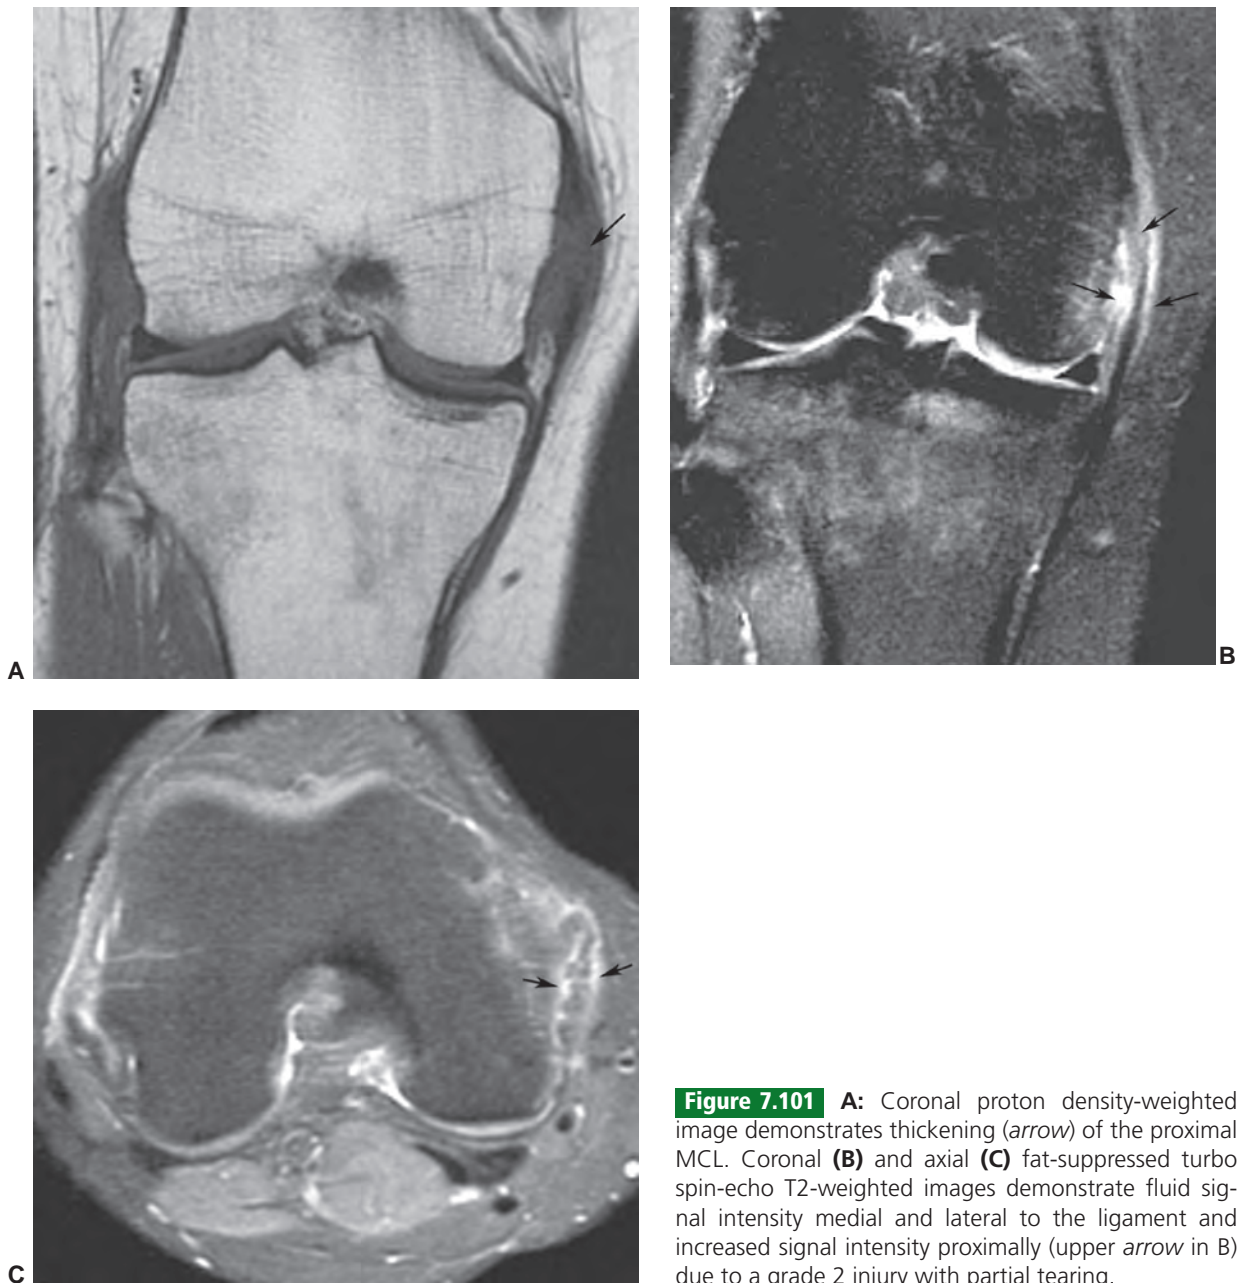 A
B
C
Figure 7.101 A: Coronal proton density-weighted
image demonstrates thickening (arrow) of the proximal
MCL. Coronal (B) and axial (C) fat-suppressed turbo
spin-echo T2-weighted images demonstrate fluid sig-
nal intensity medial and lateral to the ligament and
increased signal intensity proximally (upper arrow in B)
due to a grade 2 injury with partial tearing.